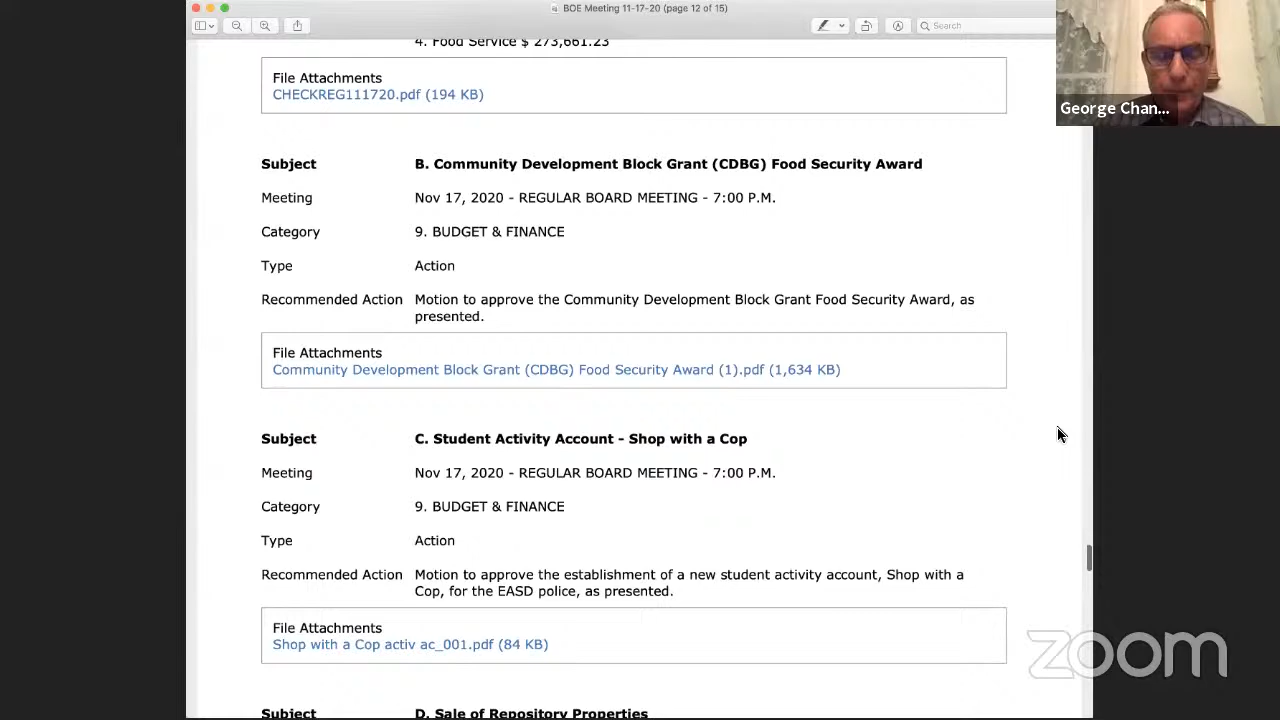 BOE Meeting 11-17-20 (page 12 of 15)
Search
4. Food Service $ 273,661.23
File Attachments
CHECKREG111720.pdf (194 KB)
George Chan...
Subject B. Community Development Block Grant (CDBG) Food Security Award
Meeting Nov 17, 2020 - REGULAR BOARD MEETING - 7:00 P.M.
Category 9. BUDGET & FINANCE
Type Action
Recommended Action Motion to approve the Community Development Block Grant Food Security Award, as
presented.
File Attachments
Community Development Block Grant (CDBG) Food Security Award (1).pdf (1,634 KB)
Subject C. Student Activity Account - Shop with a Cop
Meeting Nov 17, 2020 - REGULAR BOARD MEETING - 7:00 P.M.
Category 9. BUDGET & FINANCE
Type Action
Recommended Action Motion to approve the establishment of a new student activity account, Shop with a
Cop, for the EASD police, as presented.
File Attachments
Shop with a Cop activ ac_001.pdf (84 KB)
zoom
Subject D. Sale of Repository Properties